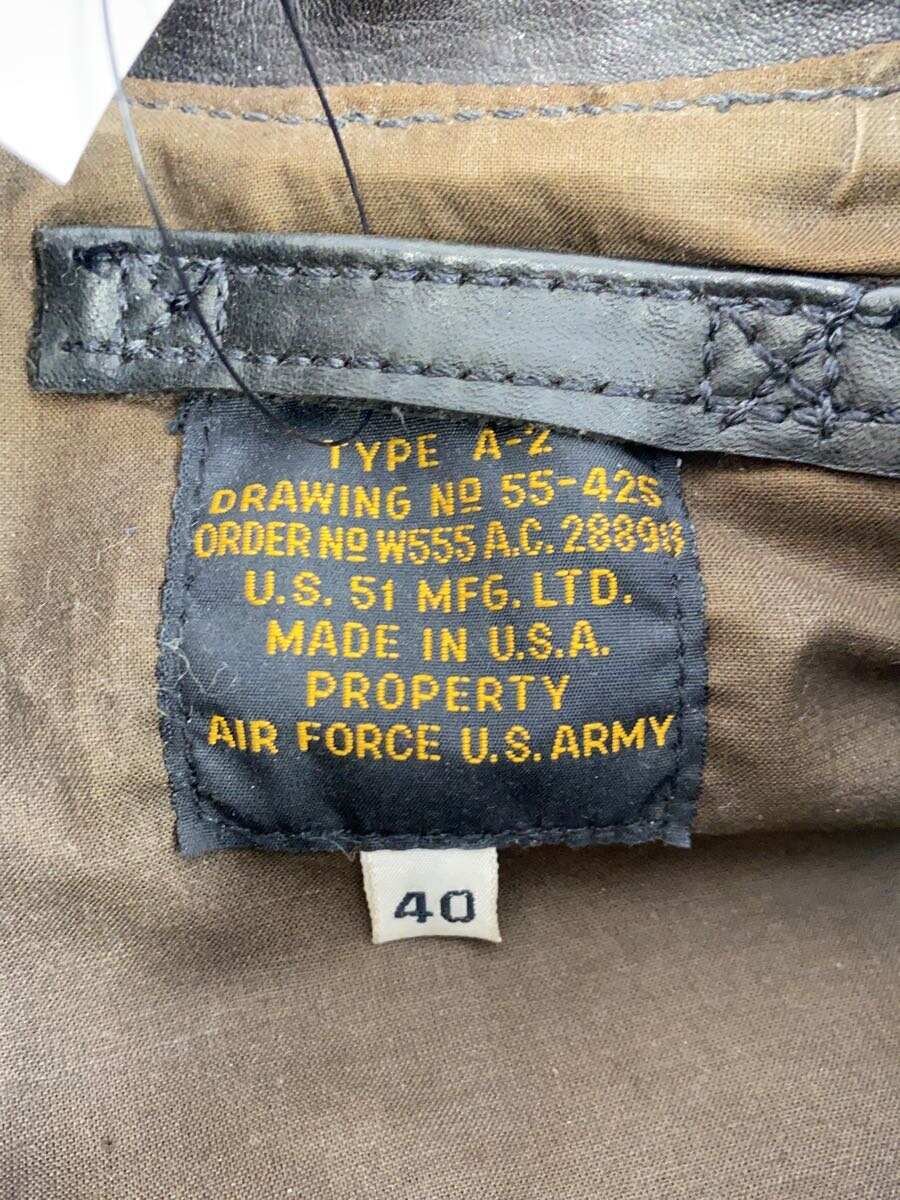 TYPE A-2
DRAWING Nº 55-42S
ORDER Nº W555 A.C.
U.S. 51 MFG. LTD.
MADE IN U.S.A.
PROPERTY
AIR FORCE U.S. ARMY
40